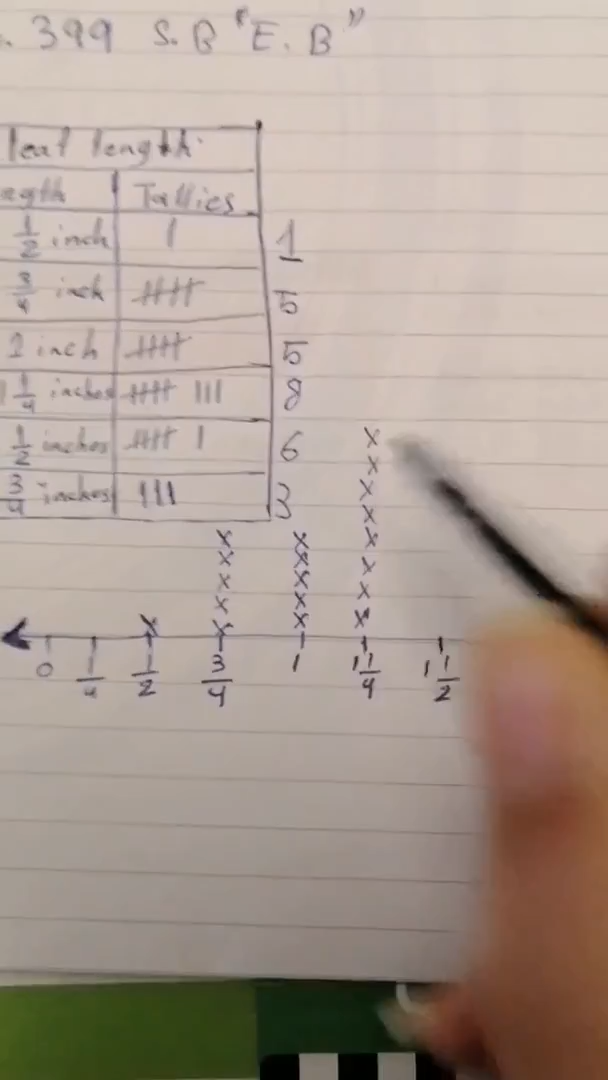 . 399 S.B "E.B"
leaf length
ngth Tallies
1/2 inch | 1
3/4 inch 𝍸 5
1 inch 𝍸 5
1 1/4 inches 𝍸 ||| 8
1/2 inches 𝍸 | 6
3/4 inches ||| 3
0 1/4 1/2 3/4 1 1 1/4 1 1/2